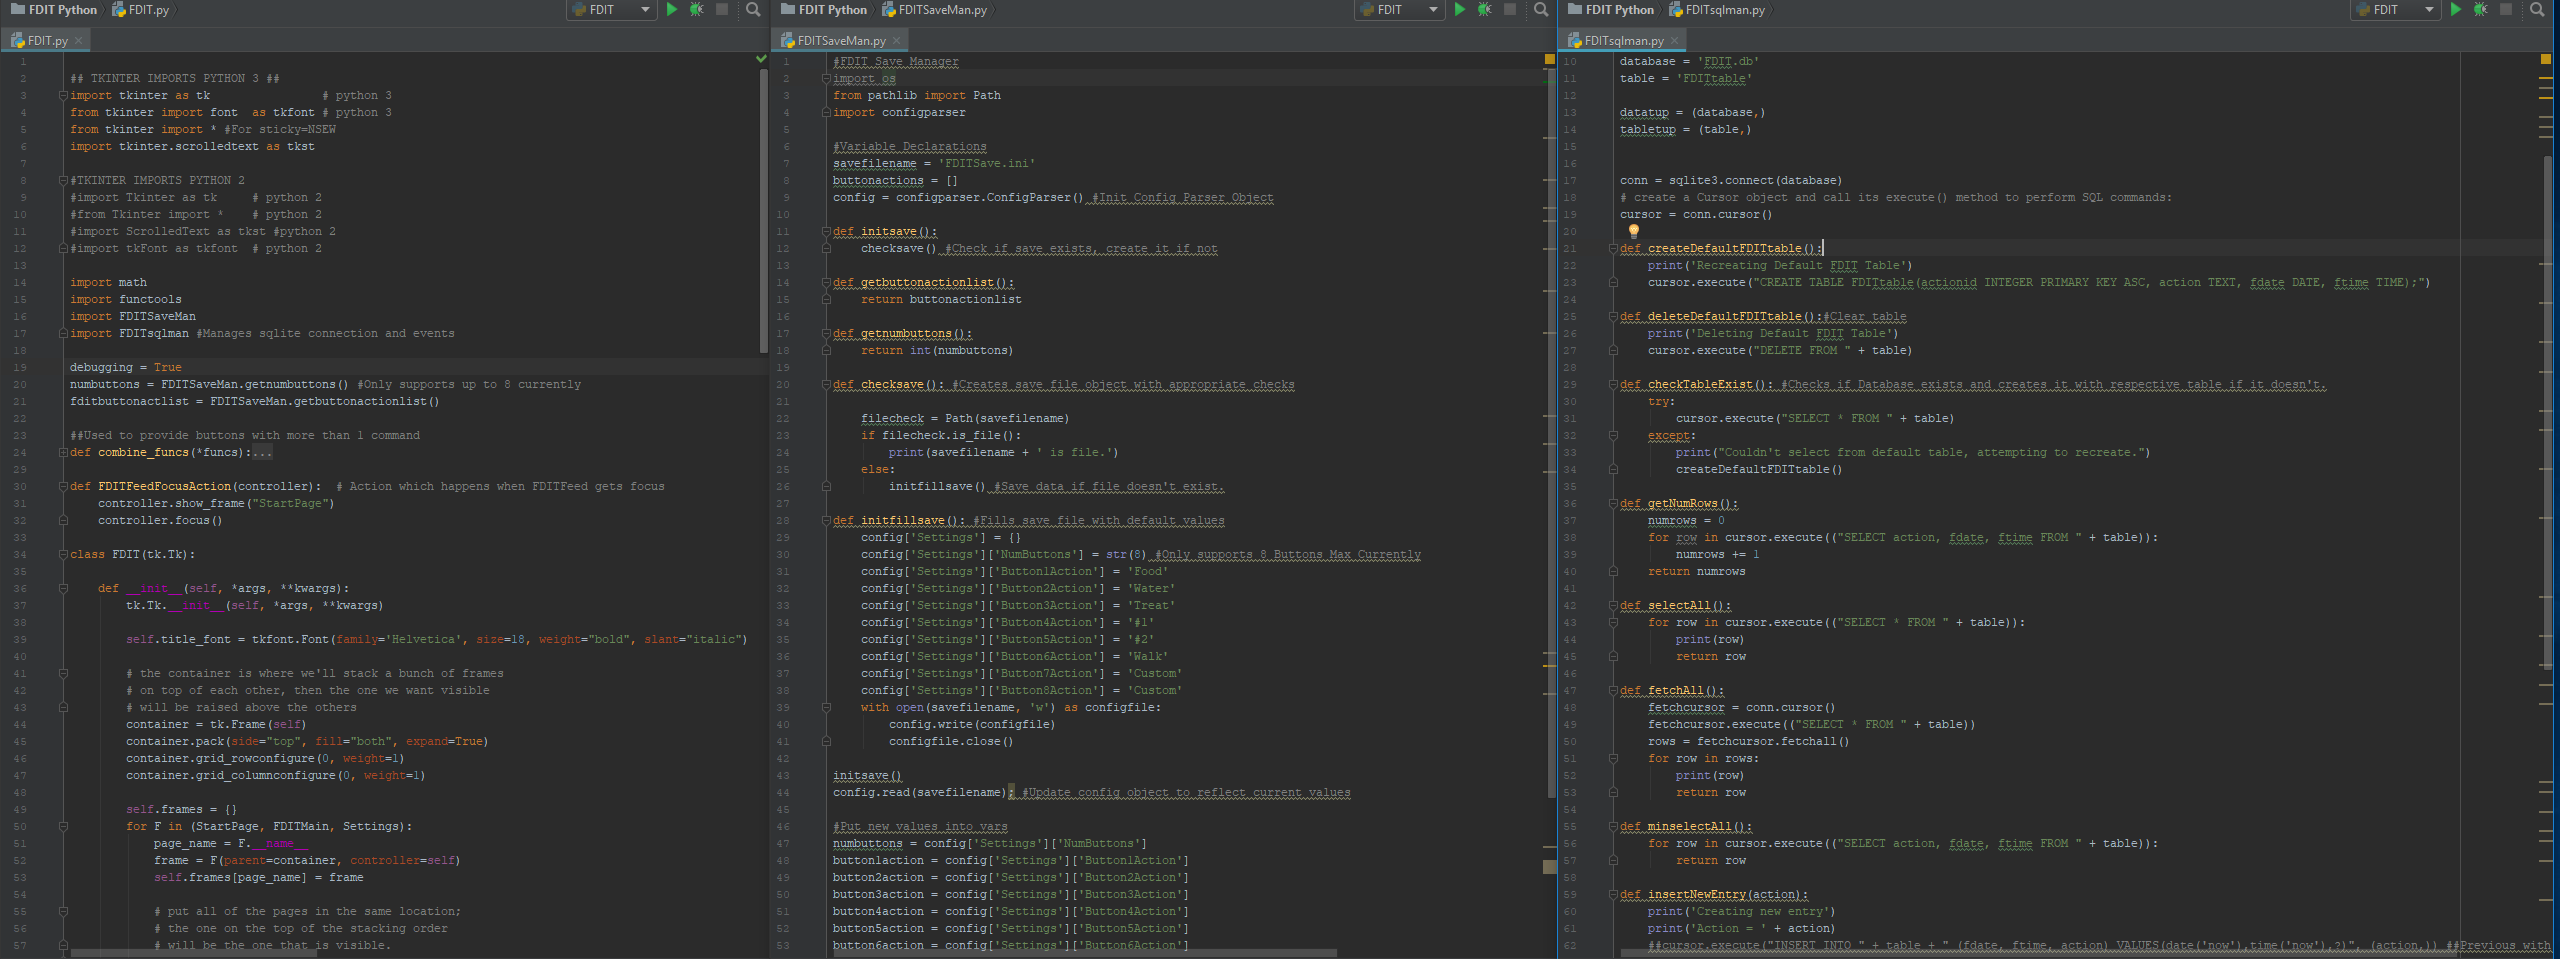 FDIT Python FDIT.py FDIT
FDIT.py
1
2 ## TKINTER IMPORTS PYTHON 3 ##
3 import tkinter as tk # python 3
4 from tkinter import font as tkfont # python 3
5 from tkinter import * #For sticky=NSEW
6 import tkinter.scrolledtext as tkst
7
8 #TKINTER IMPORTS PYTHON 2
9 #import Tkinter as tk # python 2
10 #from Tkinter import * # python 2
11 #import ScrolledText as tkst #python 2
12 #import tkFont as tkfont # python 2
13
14 import math
15 import functools
16 import FDITSaveMan
17 import FDITsqlman #Manages sqlite connection and events
18
19 debugging = True
20 numbuttons = FDITSaveMan.getnumbuttons() #Only supports up to 8 currently
21 fditbuttonactlist = FDITSaveMan.getbuttonactionlist()
22
23 ##Used to provide buttons with more than 1 command
24 def combine_funcs(*funcs):...
29
30 def FDITFeedFocusAction(controller): # Action which happens when FDITFeed gets focus
31 controller.show_frame("StartPage")
32 controller.focus()
33
34 class FDIT(tk.Tk):
35
36 def __init__(self, *args, **kwargs):
37 tk.Tk.__init__(self, *args, **kwargs)
38
39 self.title_font = tkfont.Font(family='Helvetica', size=18, weight="bold", slant="italic")
40
41 # the container is where we'll stack a bunch of frames
42 # on top of each other, then the one we want visible
43 # will be raised above the others
44 container = tk.Frame(self)
45 container.pack(side="top", fill="both", expand=True)
46 container.grid_rowconfigure(0, weight=1)
47 container.grid_columnconfigure(0, weight=1)
48
49 self.frames = {}
50 for F in (StartPage, FDITMain, Settings):
51 page_name = F.__name__
52 frame = F(parent=container, controller=self)
53 self.frames[page_name] = frame
54
55 # put all of the pages in the same location;
56 # the one on the top of the stacking order
57 # will be the one that is visible.
FDIT Python FDITSaveMan.py FDIT
FDITSaveMan.py
1 #FDIT Save Manager
2 import os
3 from pathlib import Path
4 import configparser
5
6 #Variable Declarations
7 savefilename = 'FDITSave.ini'
8 buttonactions = []
9 config = configparser.ConfigParser() #Init Config Parser Object
10
11 def initsave():
12 checksave() #Check if save exists, create it if not
13
14 def getbuttonactionlist():
15 return buttonactionlist
16
17 def getnumbuttons():
18 return int(numbuttons)
19
20 def checksave(): #Creates save file object with appropriate checks
21
22 filecheck = Path(savefilename)
23 if filecheck.is_file():
24 print(savefilename + ' is file.')
25 else:
26 initfillsave() #Save data if file doesn't exist.
27
28 def initfillsave(): #Fills save file with default values
29 config['Settings'] = {}
30 config['Settings']['NumButtons'] = str(8) #Only supports 8 Buttons Max Currently
31 config['Settings']['Button1Action'] = 'Food'
32 config['Settings']['Button2Action'] = 'Water'
33 config['Settings']['Button3Action'] = 'Treat'
34 config['Settings']['Button4Action'] = '#1'
35 config['Settings']['Button5Action'] = '#2'
36 config['Settings']['Button6Action'] = 'Walk'
37 config['Settings']['Button7Action'] = 'Custom'
38 config['Settings']['Button8Action'] = 'Custom'
39 with open(savefilename, 'w') as configfile:
40 config.write(configfile)
41 configfile.close()
42
43 initsave()
44 config.read(savefilename); #Update config object to reflect current values
45
46 #Put new values into vars
47 numbuttons = config['Settings']['NumButtons']
48 button1action = config['Settings']['Button1Action']
49 button2action = config['Settings']['Button2Action']
50 button3action = config['Settings']['Button3Action']
51 button4action = config['Settings']['Button4Action']
52 button5action = config['Settings']['Button5Action']
53 button6action = config['Settings']['Button6Action']
FDIT Python FDITsqlman.py FDIT
FDITsqlman.py
10 database = 'FDIT.db'
11 table = 'FDITtable'
12
13 datatup = (database,)
14 tabletup = (table,)
15
16
17 conn = sqlite3.connect(database)
18 # create a Cursor object and call its execute() method to perform SQL commands:
19 cursor = conn.cursor()
20
21 def createDefaultFDITtable():
22 print('Recreating Default FDIT Table')
23 cursor.execute("CREATE TABLE FDITtable(actionid INTEGER PRIMARY KEY ASC, action TEXT, fdate DATE, ftime TIME);")
24
25 def deleteDefaultFDITtable():#Clear table
26 print('Deleting Default FDIT Table')
27 cursor.execute("DELETE FROM " + table)
28
29 def checkTableExist(): #Checks if Database exists and creates it with respective table if it doesn't.
30 try:
31 cursor.execute("SELECT * FROM " + table)
32 except:
33 print("Couldn't select from default table, attempting to recreate.")
34 createDefaultFDITtable()
35
36 def getNumRows():
37 numrows = 0
38 for row in cursor.execute(("SELECT action, fdate, ftime FROM " + table)):
39 numrows += 1
40 return numrows
41
42 def selectAll():
43 for row in cursor.execute(("SELECT * FROM " + table)):
44 print(row)
45 return row
46
47 def fetchAll():
48 fetchcursor = conn.cursor()
49 fetchcursor.execute(("SELECT * FROM " + table))
50 rows = fetchcursor.fetchall()
51 for row in rows:
52 print(row)
53 return row
54
55 def minselectAll():
56 for row in cursor.execute(("SELECT action, fdate, ftime FROM " + table)):
57 return row
58
59 def insertNewEntry(action):
60 print('Creating new entry')
61 print('Action = ' + action)
62 ##cursor.execute("INSERT INTO " + table + " (fdate, ftime, action) VALUES(date('now'),time('now'),?)", (action,)) ##Previous with